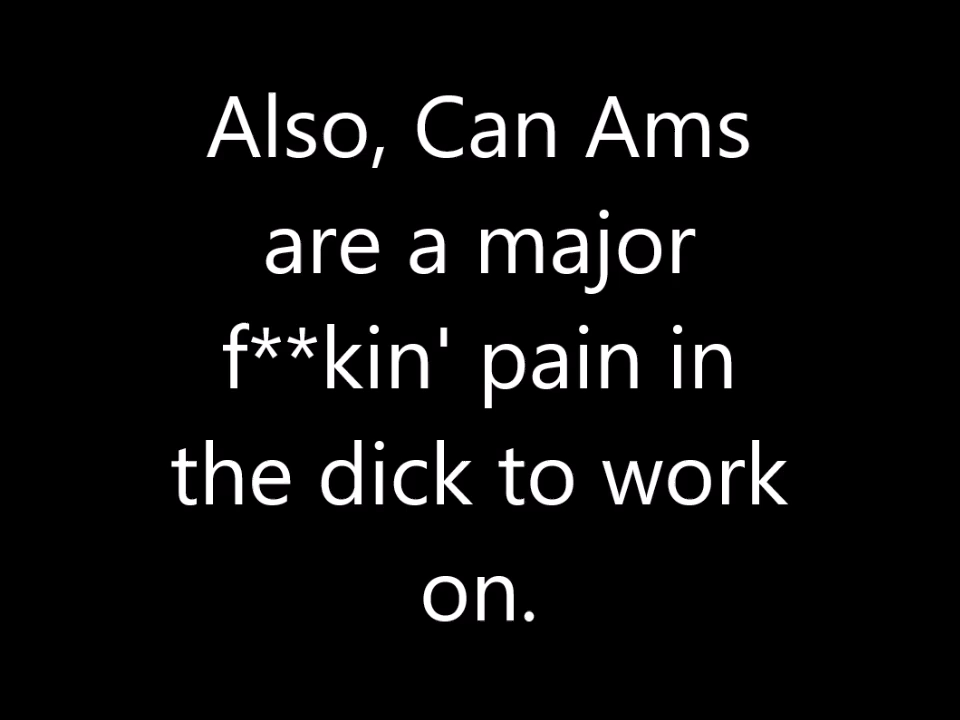 Also, Can Ams
are a major
f**kin' pain in
the dick to work
on.